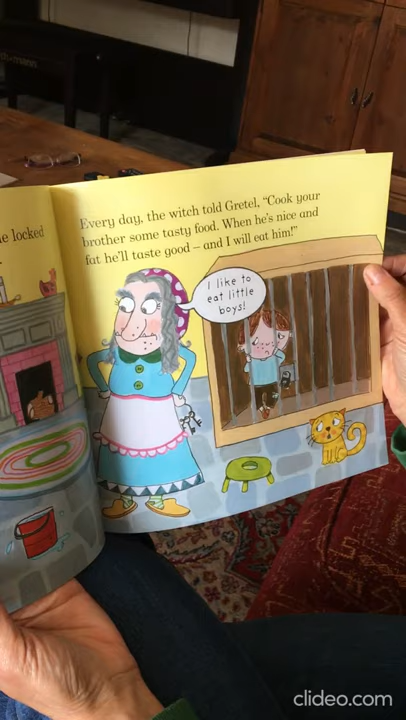 e locked
Every day, the witch told Gretel, “Cook your
brother some tasty food. When he’s nice and
fat he’ll taste good – and I will eat him!”
I like to
eat little
boys!
clideo.com